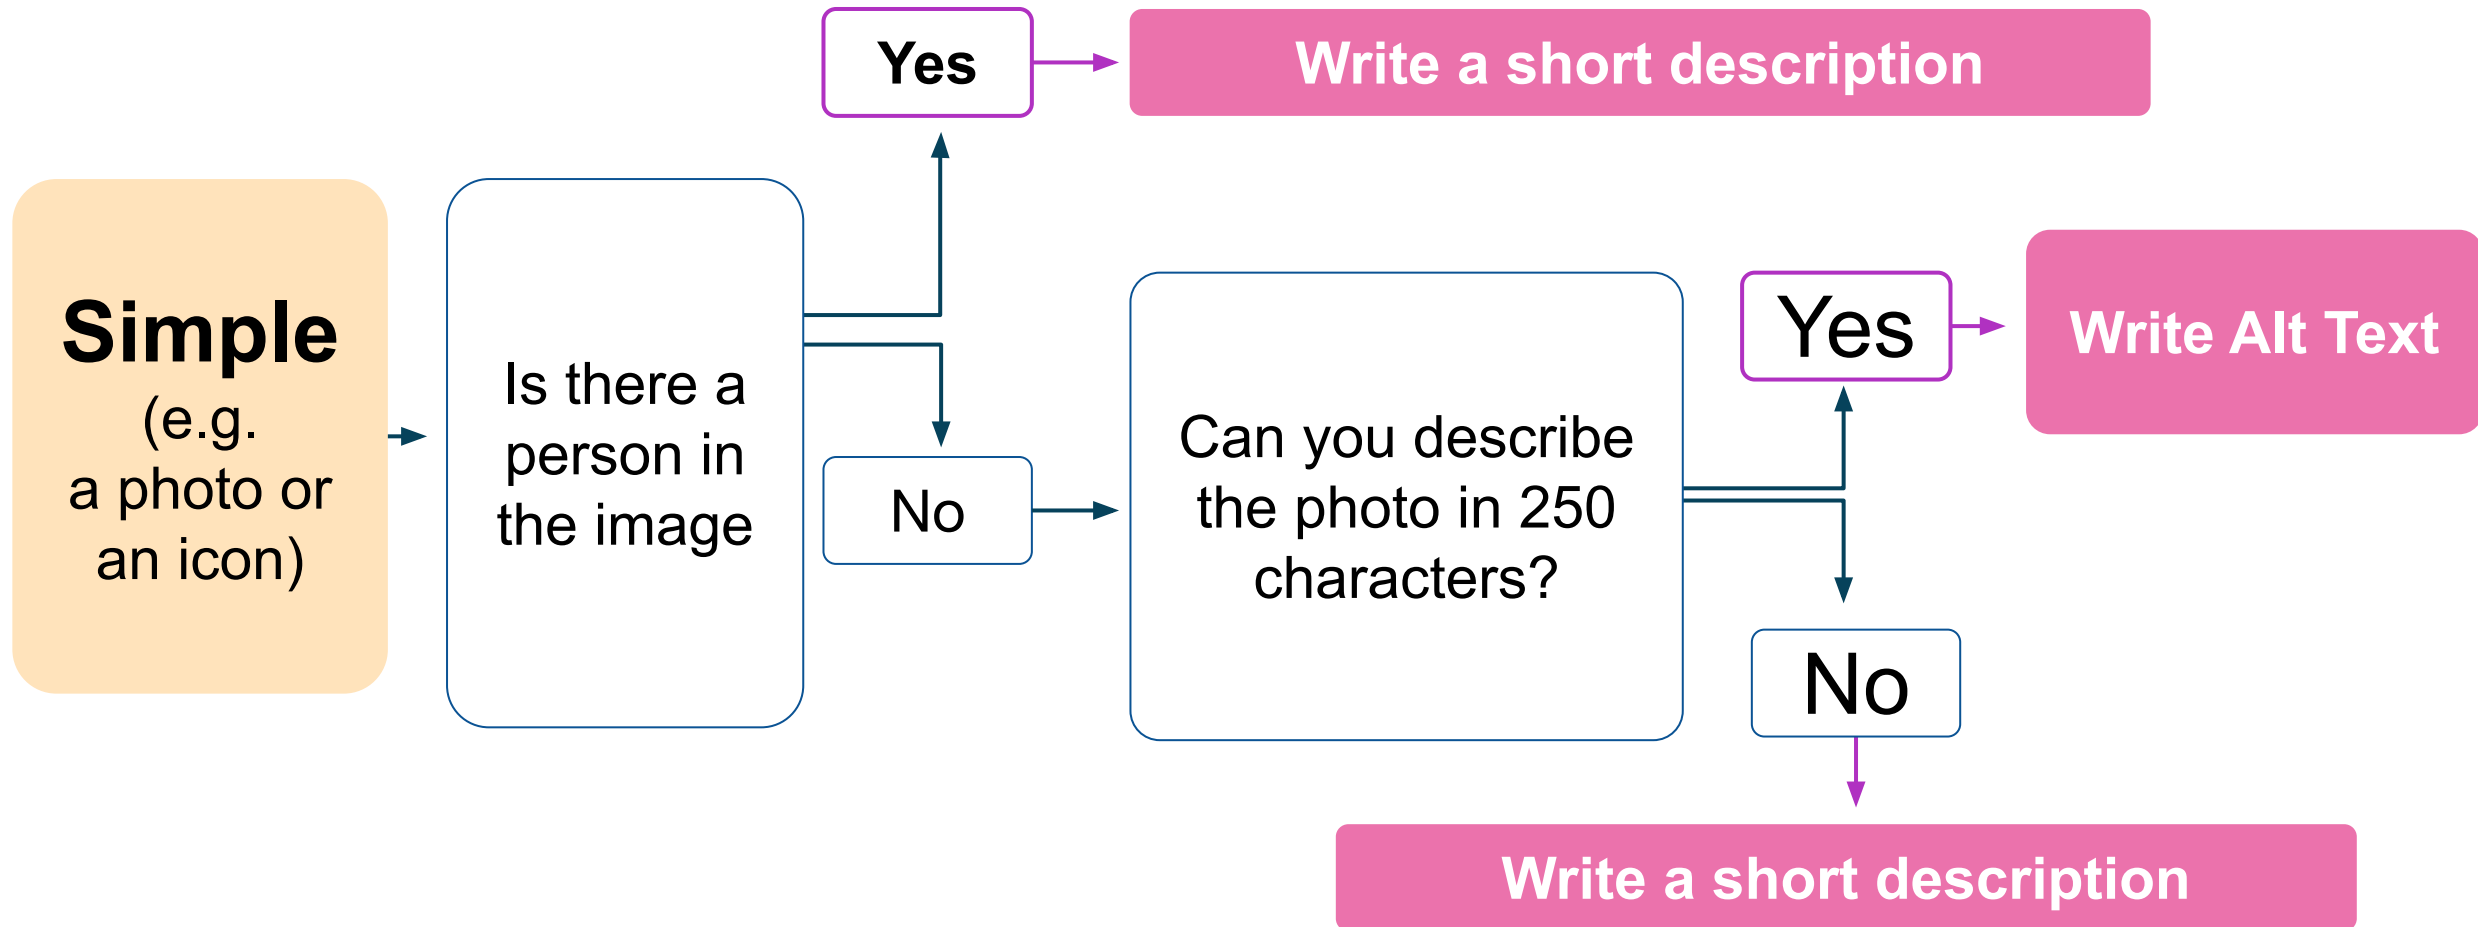 Yes
Write a short description
Simple
(e.g.
a photo or
an icon)
Is there a
person in
the image
No
Can you describe
the photo in 250
characters?
Yes
Write Alt Text
No
Write a short description